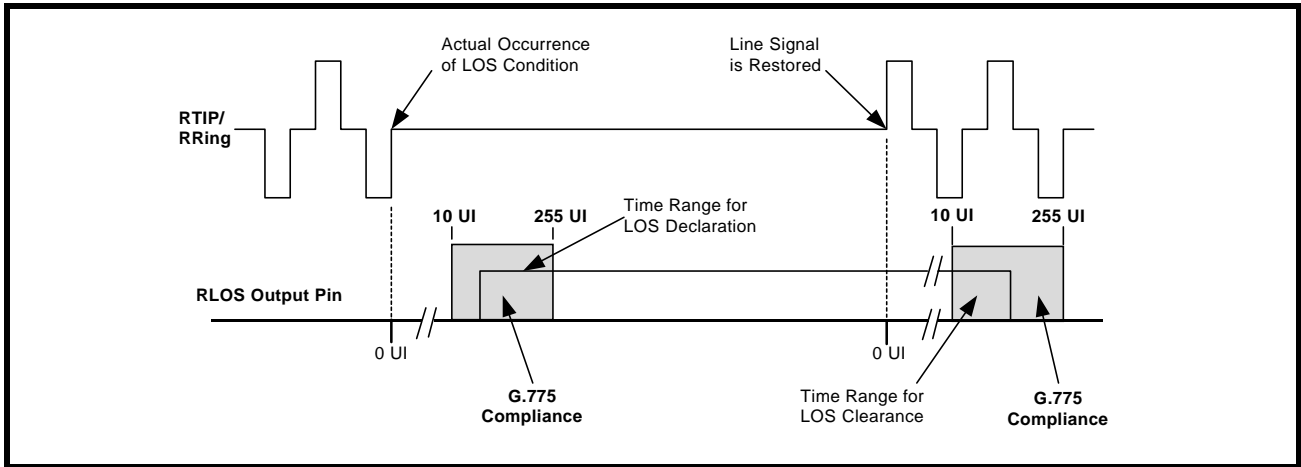 Actual Occurrence
of LOS Condition
Line Signal
is Restored
RTIP/
RRing
10 UI
255 UI
Time Range for
LOS Declaration
10 UI
255 UI
RLOS Output Pin
0 UI
0 UI
G.775
Compliance
Time Range for
LOS Clearance
G.775
Compliance